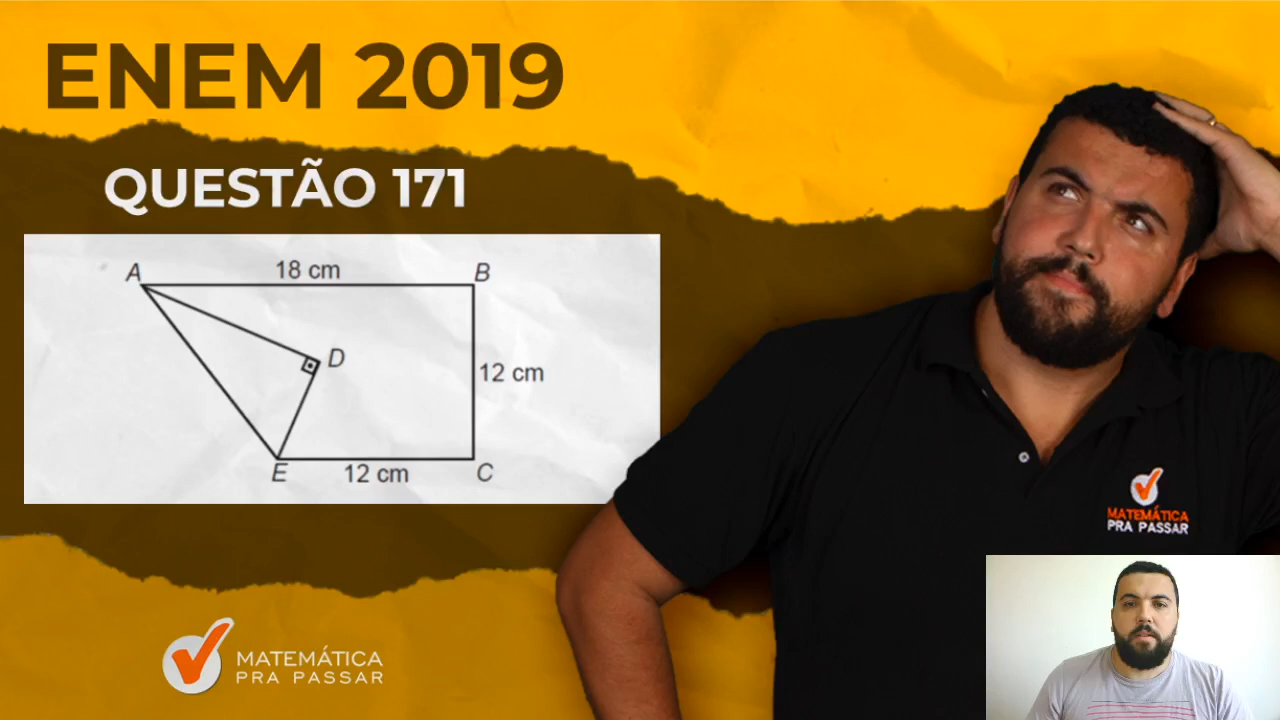 ENEM 2019
QUESTÃO 171
A 18 cm B
D
12 cm
E 12 cm C
MATEMÁTICA
PRA PASSAR
MATEMÁTICA
PRA PASSAR